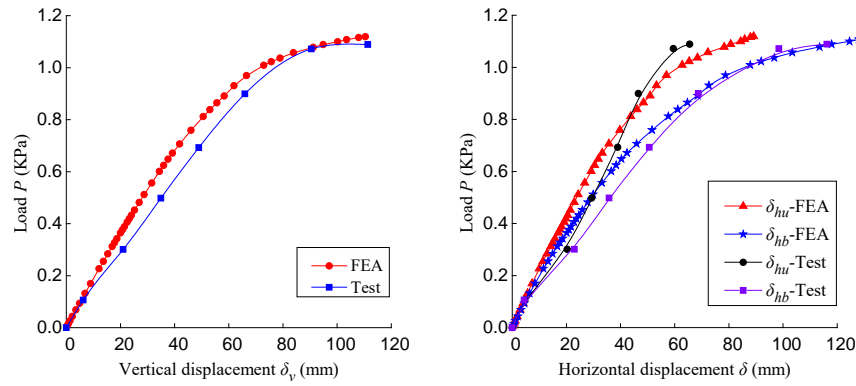 1.2
1.0
0.8
0.6
0.4
0.2
0.0
Load P (KPa)
FEA
Test
0 20 40 60 80 100 120
Vertical displacement δv (mm)
1.2
1.0
0.8
0.6
0.4
0.2
0.0
Load P (KPa)
δhu-FEA
δhb-FEA
δhu-Test
δhb-Test
0 20 40 60 80 100 120
Horizontal displacement δ (mm)